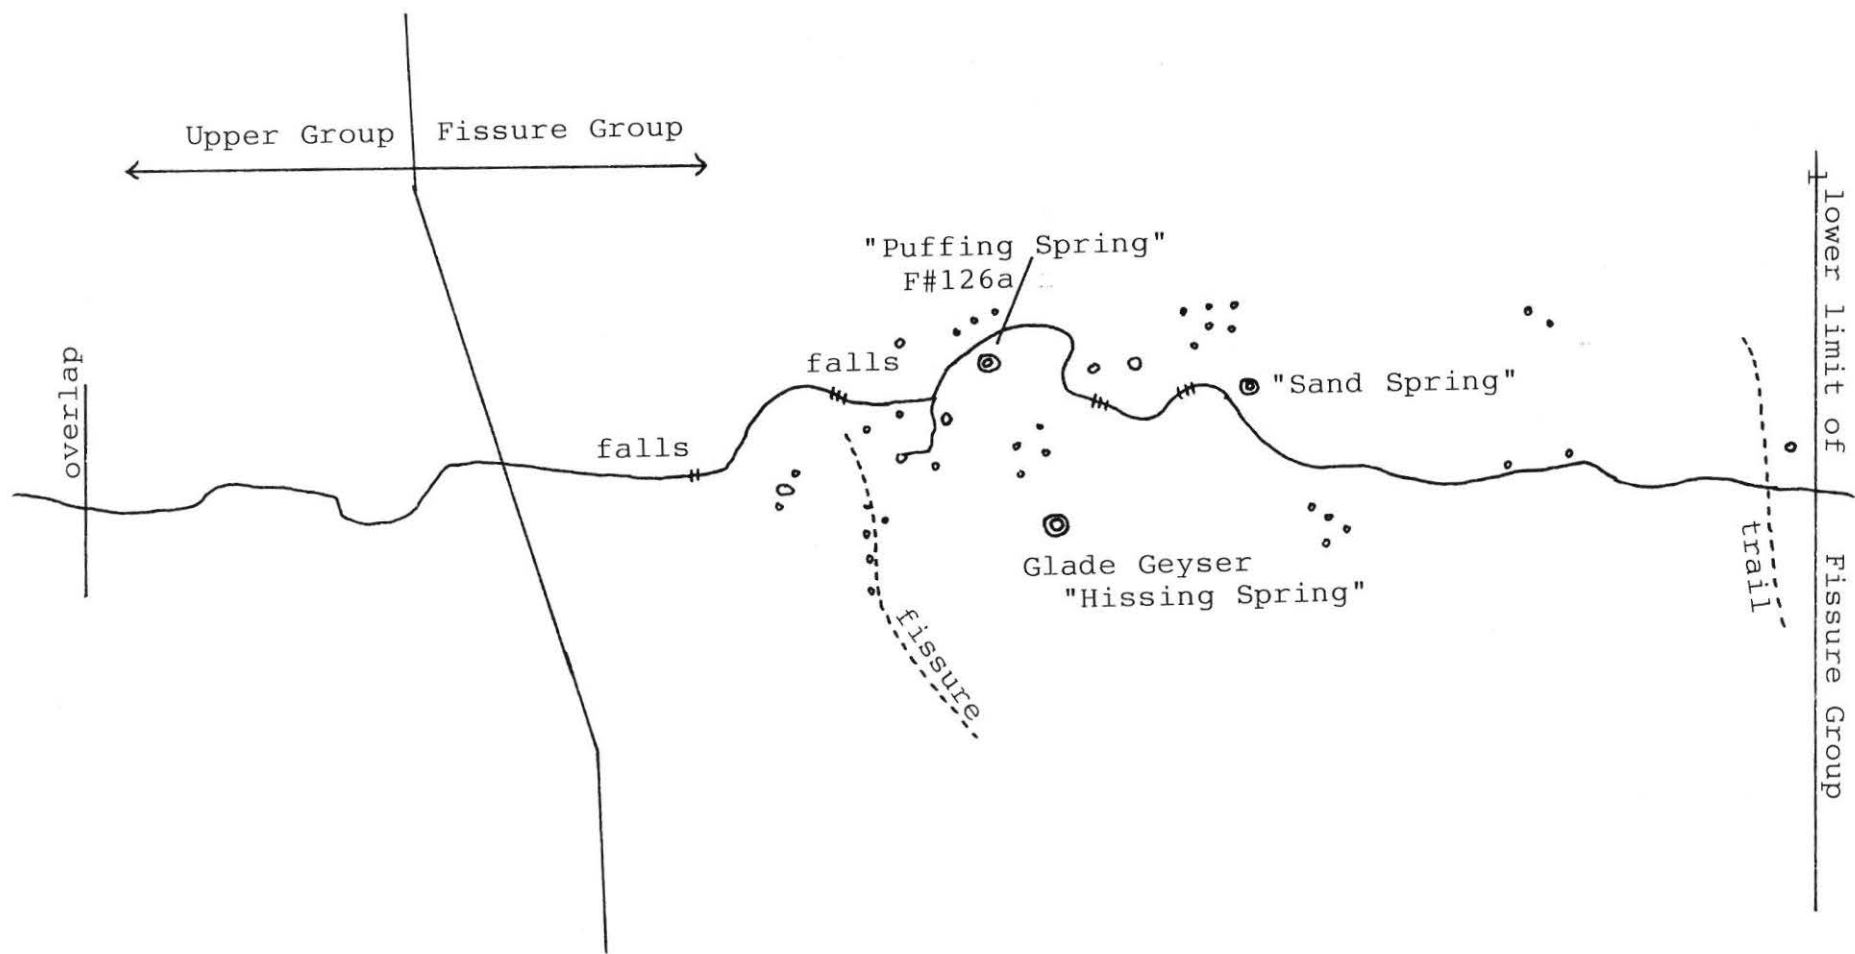 Upper Group
Fissure Group
"Puffing Spring"
F#126a
falls
falls
overlap
"Sand Spring"
Glade Geyser
"Hissing Spring"
fissure
trail
lower limit of Fissure Group